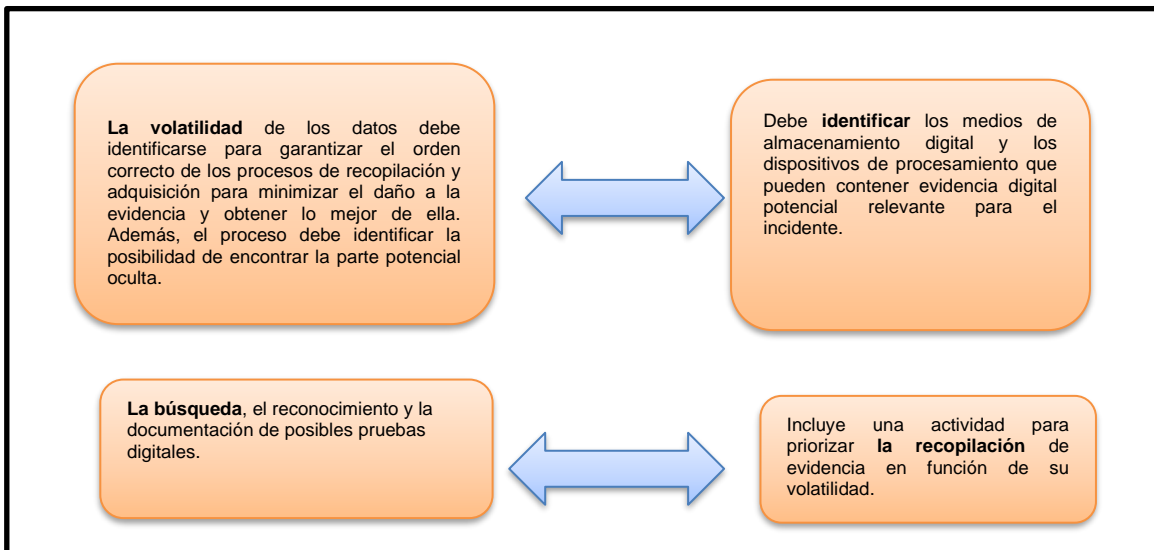 La volatilidad de los datos debe
identificarse para garantizar el orden
correcto de los procesos de recopilación y
adquisición para minimizar el daño a la
evidencia y obtener lo mejor de ella.
Además, el proceso debe identificar la
posibilidad de encontrar la parte potencial
oculta.
Debe identificar los medios de
almacenamiento digital y los
dispositivos de procesamiento que
pueden contener evidencia digital
potencial relevante para el
incidente.
La búsqueda, el reconocimiento y la
documentación de posibles pruebas
digitales.
Incluye una actividad para
priorizar la recopilación de
evidencia en función de su
volatilidad.